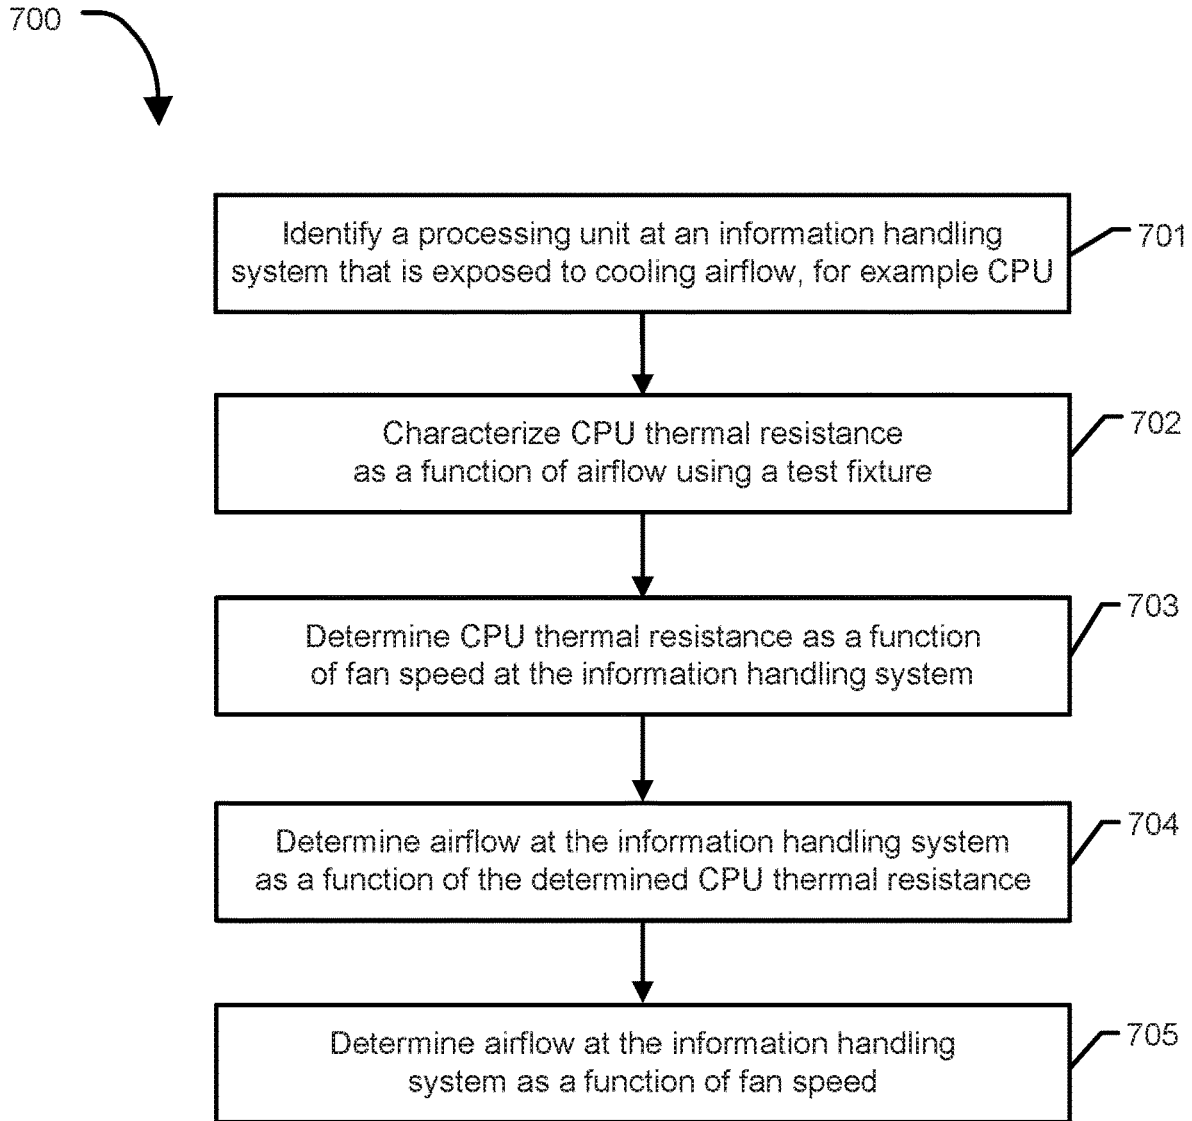 700
Identify a processing unit at an information handling
system that is exposed to cooling airflow, for example CPU
701
Characterize CPU thermal resistance
as a function of airflow using a test fixture
702
Determine CPU thermal resistance as a function
of fan speed at the information handling system
703
Determine airflow at the information handling system
as a function of the determined CPU thermal resistance
704
Determine airflow at the information handling
system as a function of fan speed
705